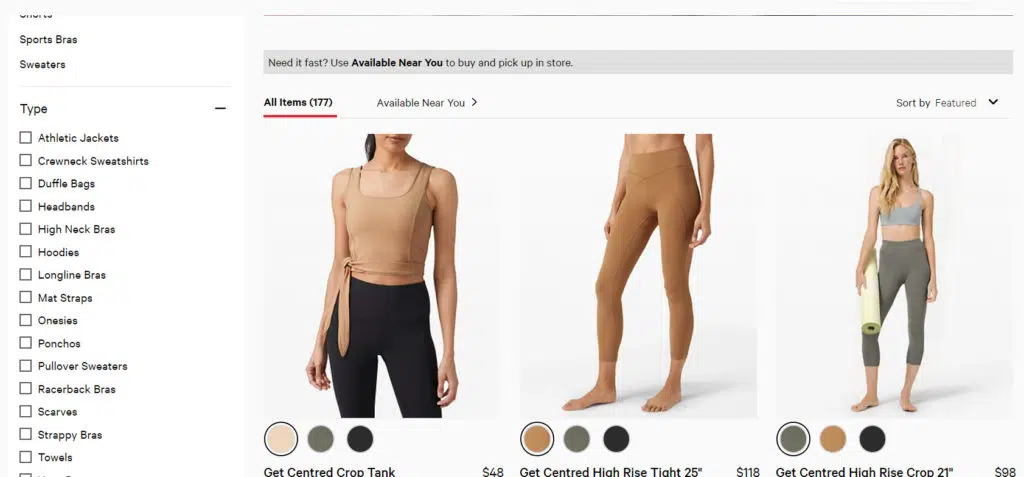 Shorts
Sports Bras
Sweaters
Type
Athletic Jackets
Crewneck Sweatshirts
Duffle Bags
Headbands
High Neck Bras
Hoodies
Longline Bras
Mat Straps
Onesies
Ponchos
Pullover Sweaters
Racerback Bras
Scarves
Strappy Bras
Towels
Need it fast? Use Available Near You to buy and pick up in store.
All Items (177) Available Near You Sort by Featured
Get Centred Crop Tank $48
Get Centred High Rise Tight 25" $118
Get Centred High Rise Crop 21" $98